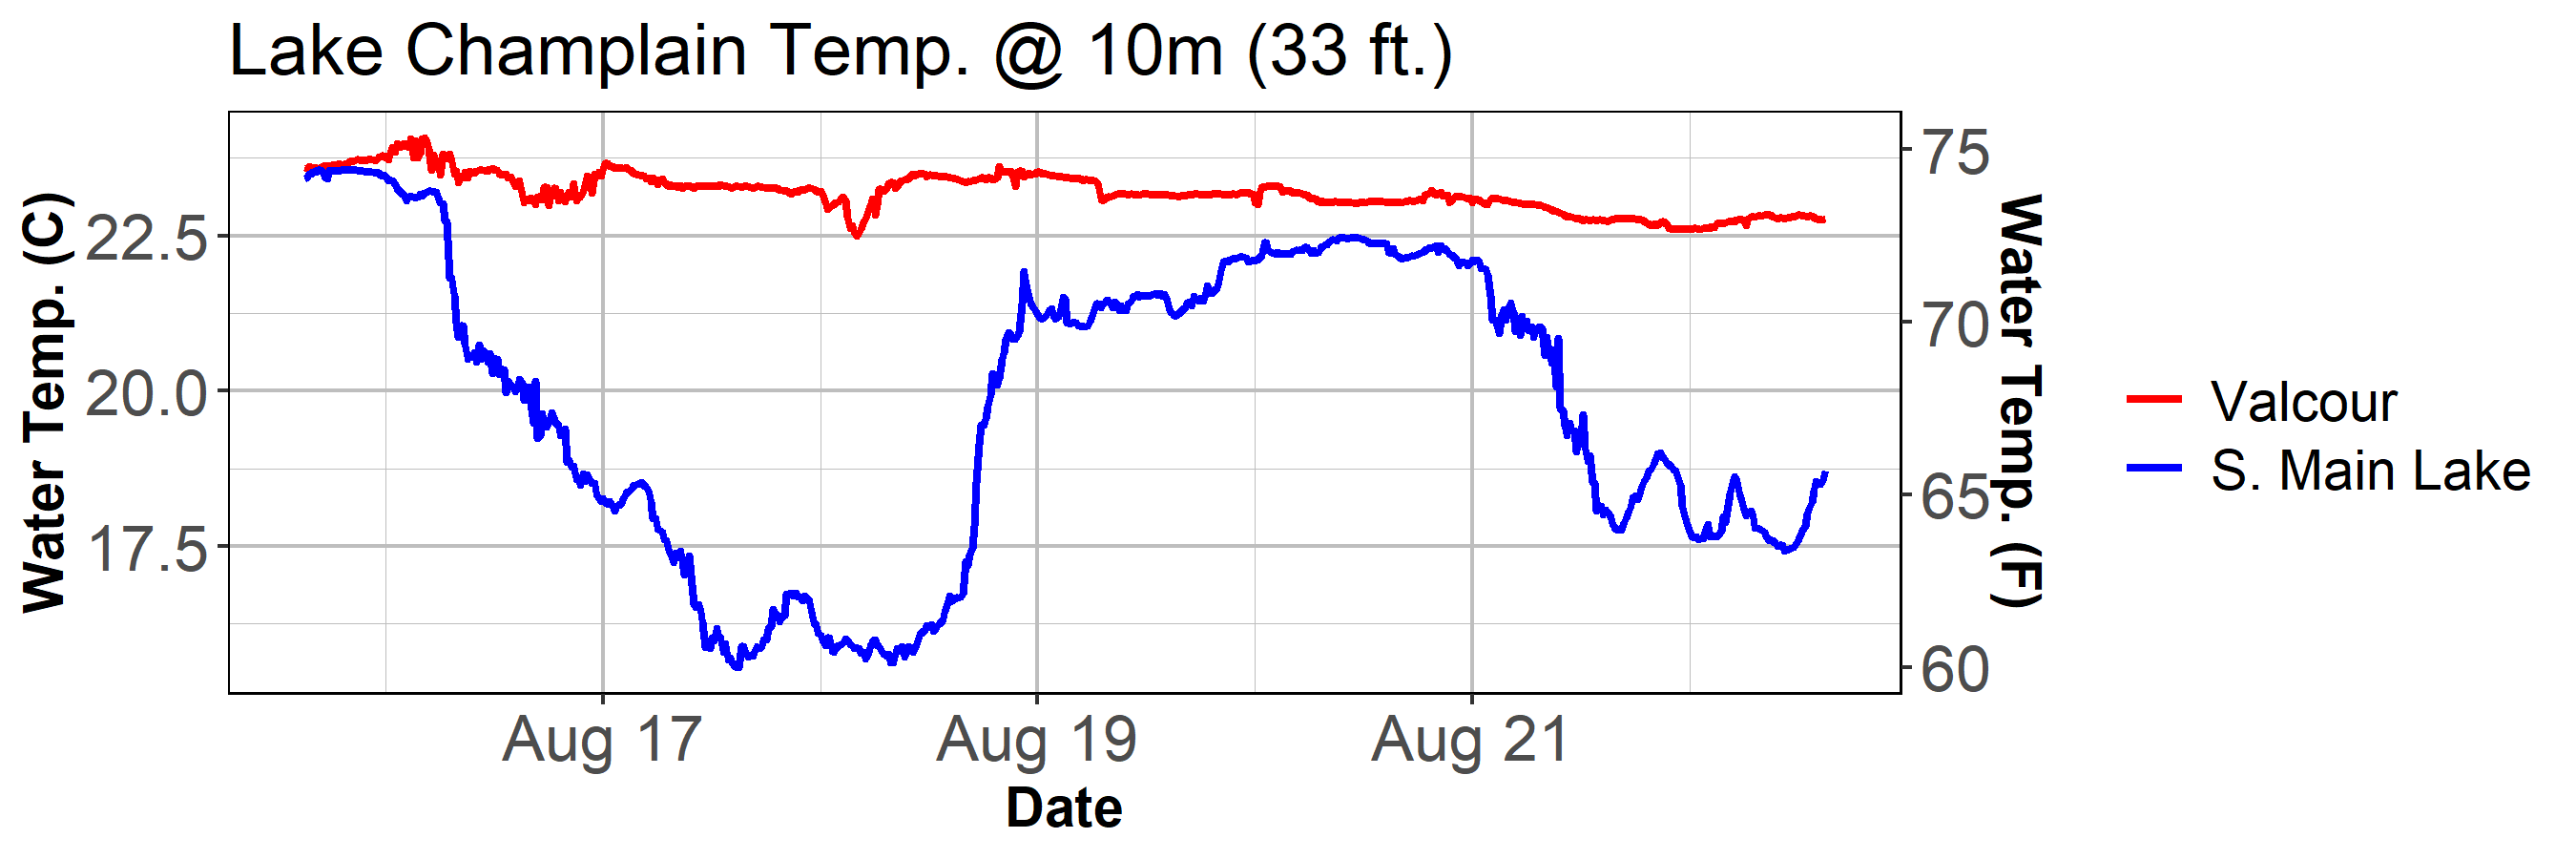 Lake Champlain Temp. @ 10m (33 ft.)
Water Temp. (C)
22.5
20.0
17.5
75
70
65
60
Water Temp. (F)
Aug 17 Aug 19 Aug 21
Date
Valcour
S. Main Lake